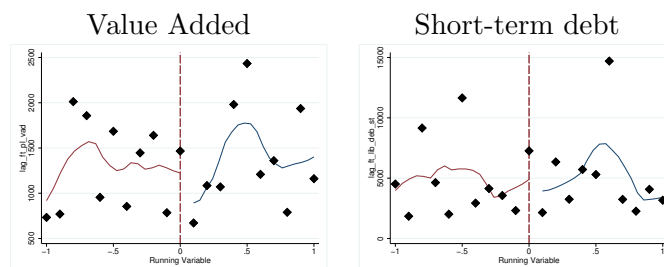 Value Added
Short-term debt
lag_ft_pl_vad
500 1000 1500 2000 2500
-1 -.5 0 .5 1
Running Variable
lag_ft_lib_deb_st
0 5000 10000 15000
-1 -.5 0 .5 1
Running Variable